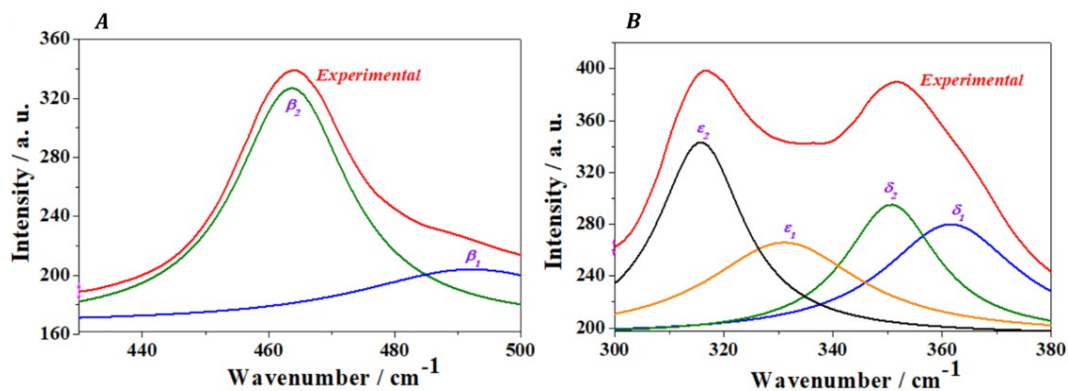 A
360
320
280
240
200
160
Intensity / a. u.
Experimental
β2
β1
440
460
480
500
Wavenumber / cm-1
B
400
360
320
280
240
200
Intensity / a. u.
Experimental
ε2
ε1
δ2
δ1
300
320
340
360
380
Wavenumber / cm-1